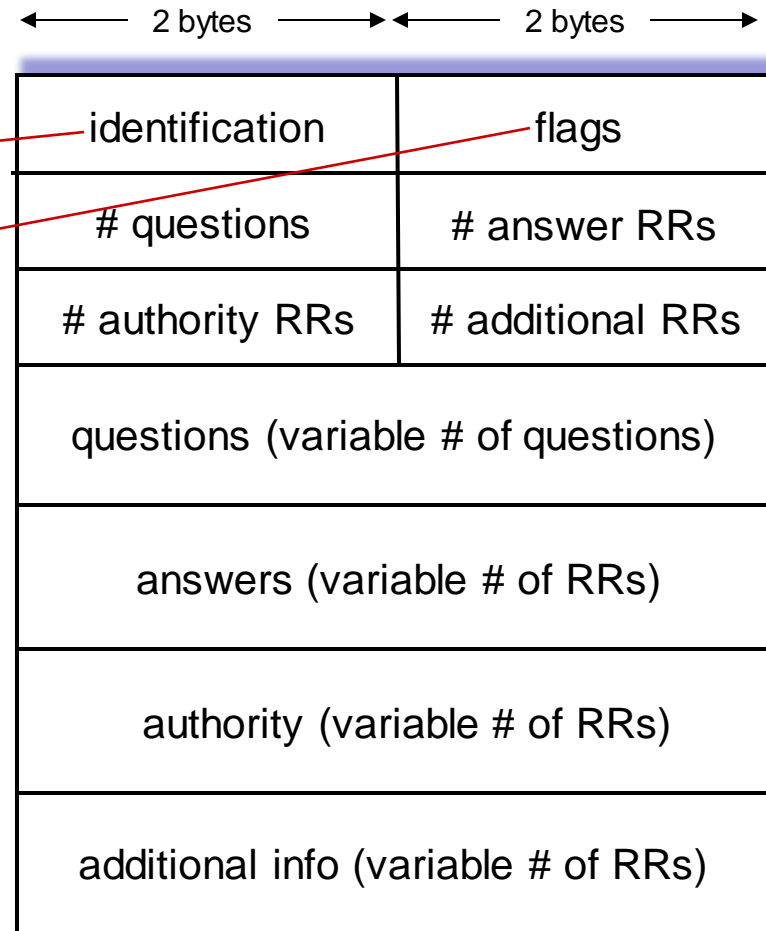 2 bytes 2 bytes
identification flags
# questions # answer RRs
# authority RRs # additional RRs
questions (variable # of questions)
answers (variable # of RRs)
authority (variable # of RRs)
additional info (variable # of RRs)